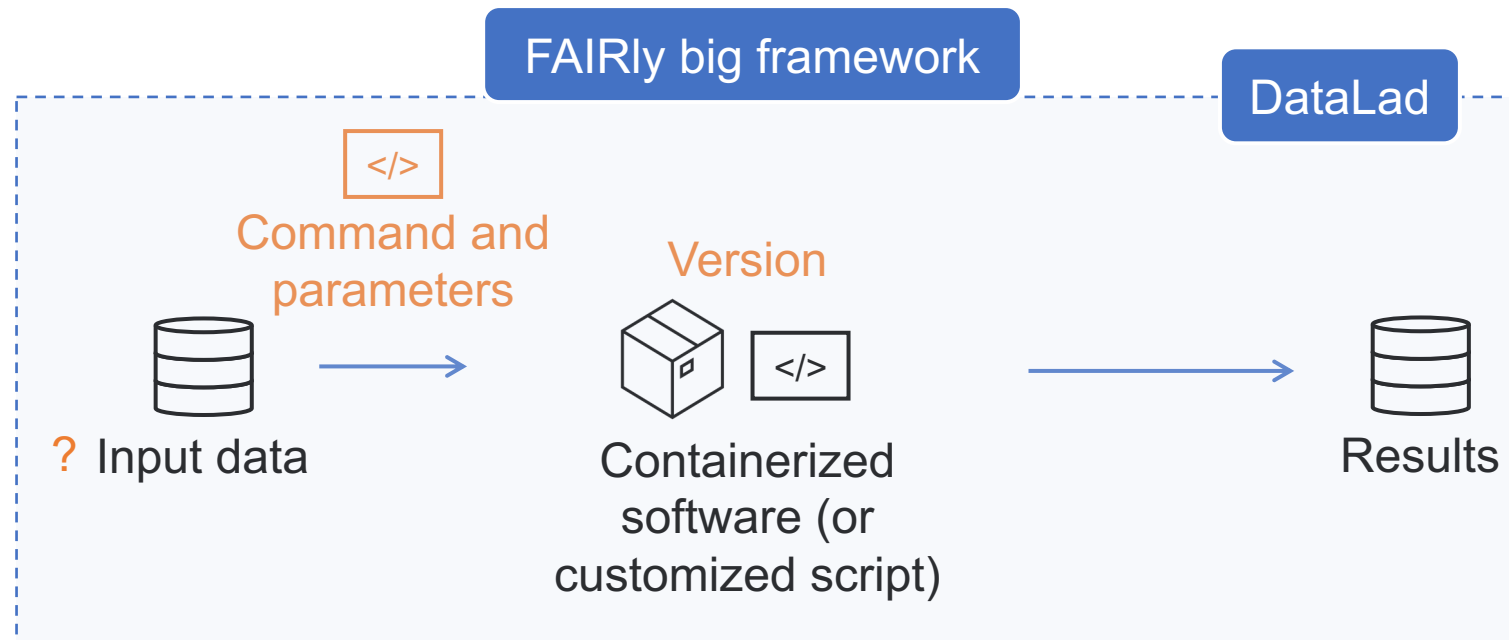 FAIRly big framework
DataLad
</>
Command and
parameters
Version
</>
? Input data
Containerized
software (or
customized script)
Results